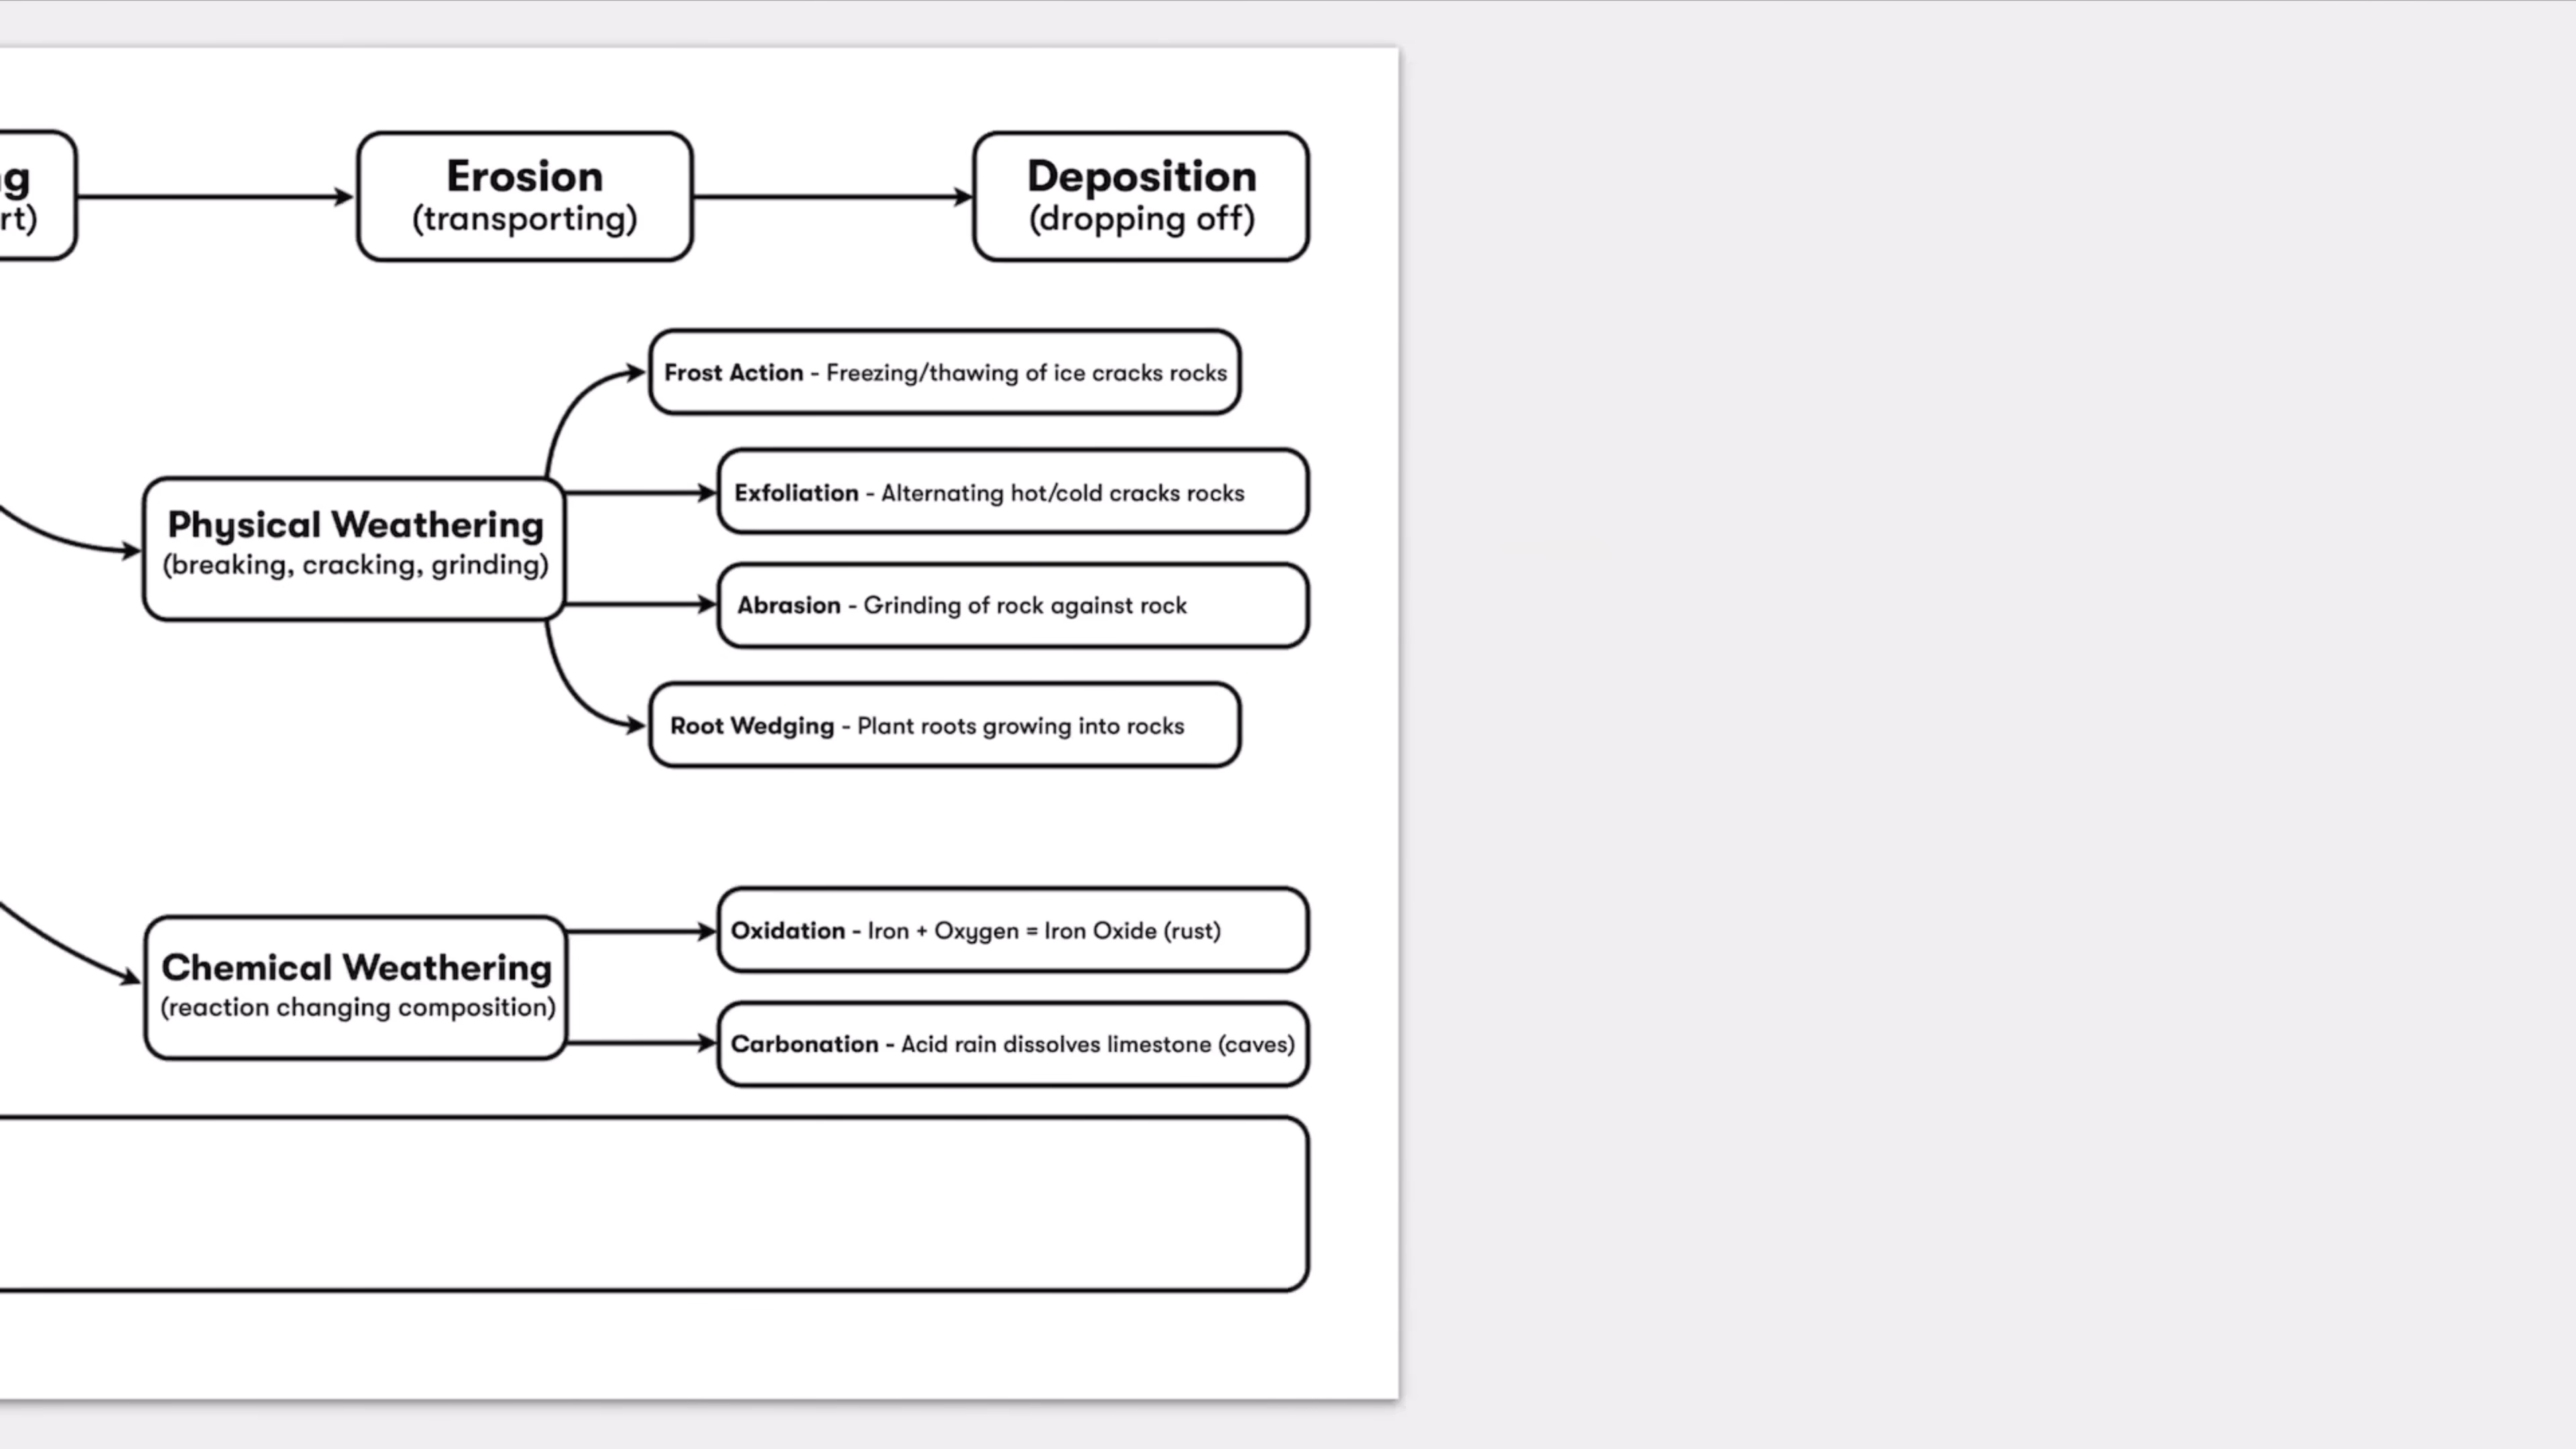 ng
rt)
Erosion
(transporting)
Deposition
(dropping off)
Frost Action - Freezing/thawing of ice cracks rocks
Exfoliation - Alternating hot/cold cracks rocks
Physical Weathering
(breaking, cracking, grinding)
Abrasion - Grinding of rock against rock
Root Wedging - Plant roots growing into rocks
Oxidation - Iron + Oxygen = Iron Oxide (rust)
Chemical Weathering
(reaction changing composition)
Carbonation - Acid rain dissolves limestone (caves)